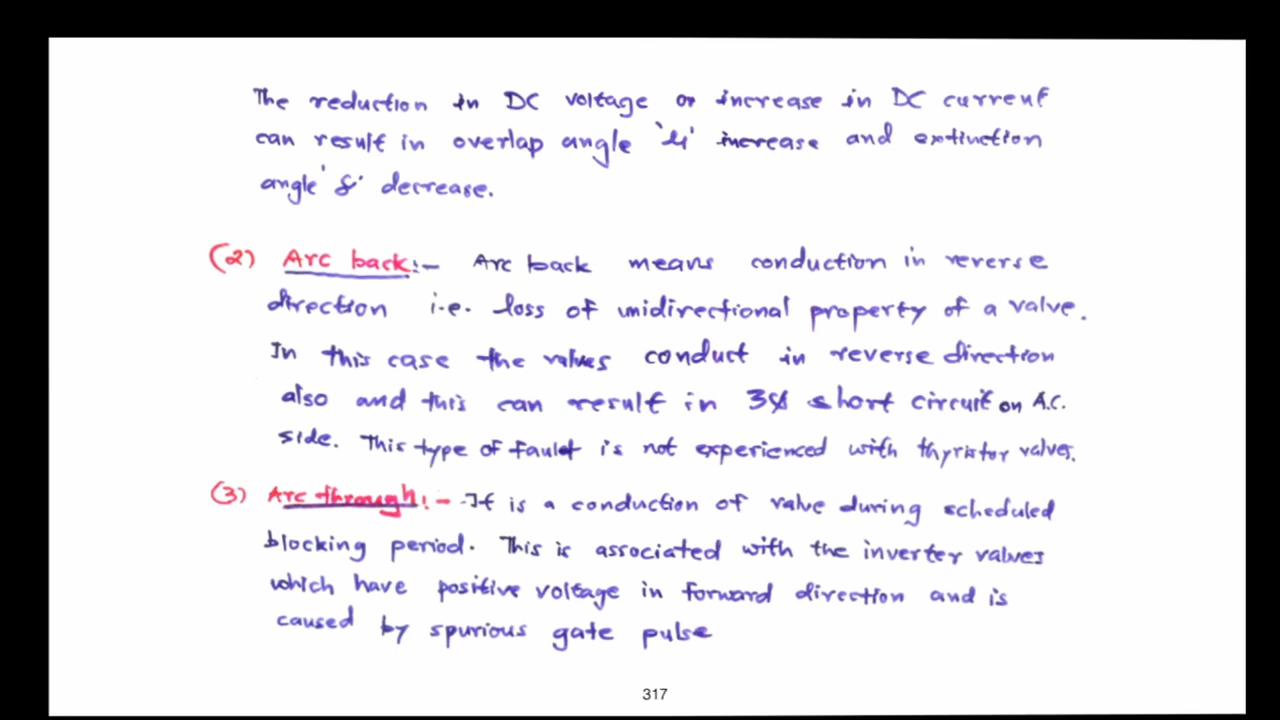 The reduction in DC voltage or increase in DC current
can result in overlap angle 'u' increase and extinction
angle 'δ' decrease.
(2) Arc back:- Arc back means conduction in reverse
direction i.e. loss of unidirectional property of a valve.
In this case the valves conduct in reverse direction
also and this can result in 3ϕ short circuit on A.C.
side. This type of fault is not experienced with thyristor valves.
(3) Arc through:- It is a conduction of valve during scheduled
blocking period. This is associated with the inverter valves
which have positive voltage in forward direction and is
caused by spurious gate pulse
317